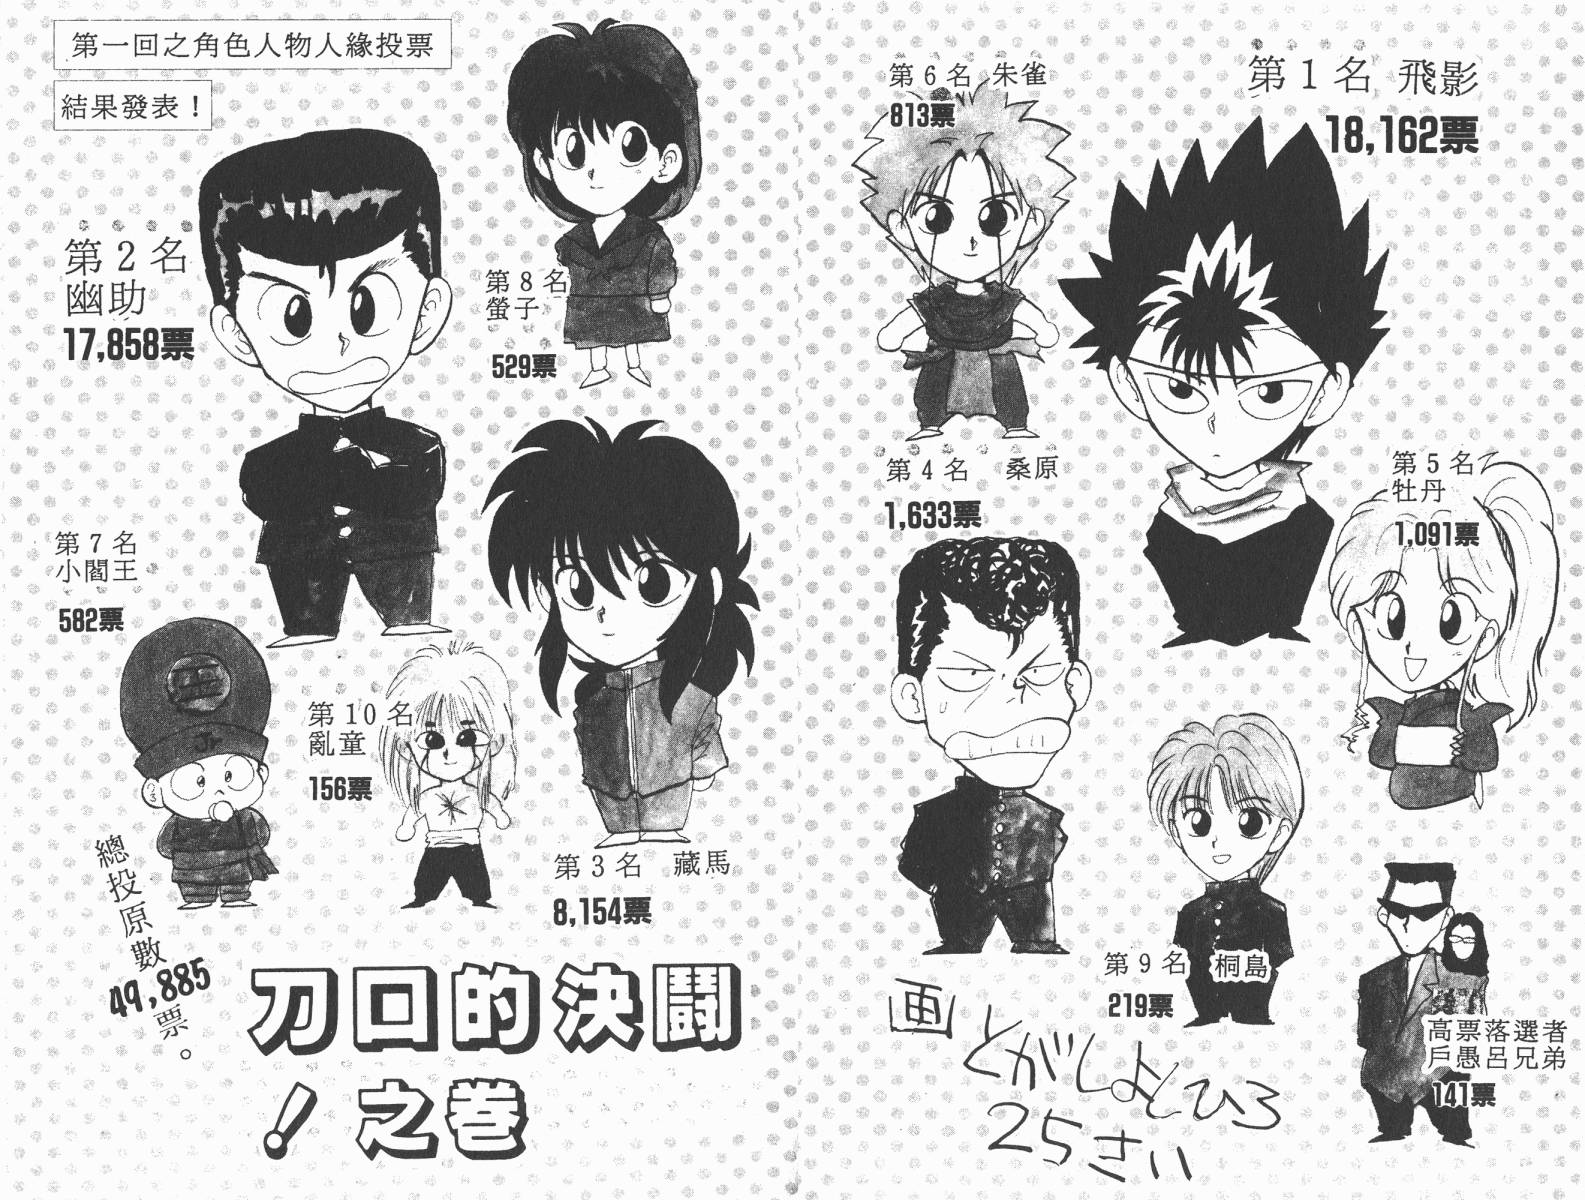 第一回之角色人物人緣投票
結果發表！
第1名 飛影
18,162票
第2名
幽助
17,858票
第8名
螢子
529票
第6名 朱雀
813票
第4名 桑原
1,633票
第5名
牡丹
1,091票
第7名
小閻王
582票
王
Jr
第10名
亂童
156票
第3名 藏馬
8,154票
第9名 桐島
219票
高票落選者
戶愚呂兄弟
141票
總投原數
49,885票。
刀口的決鬪
！之卷
画 とがしよしひろ
25さい